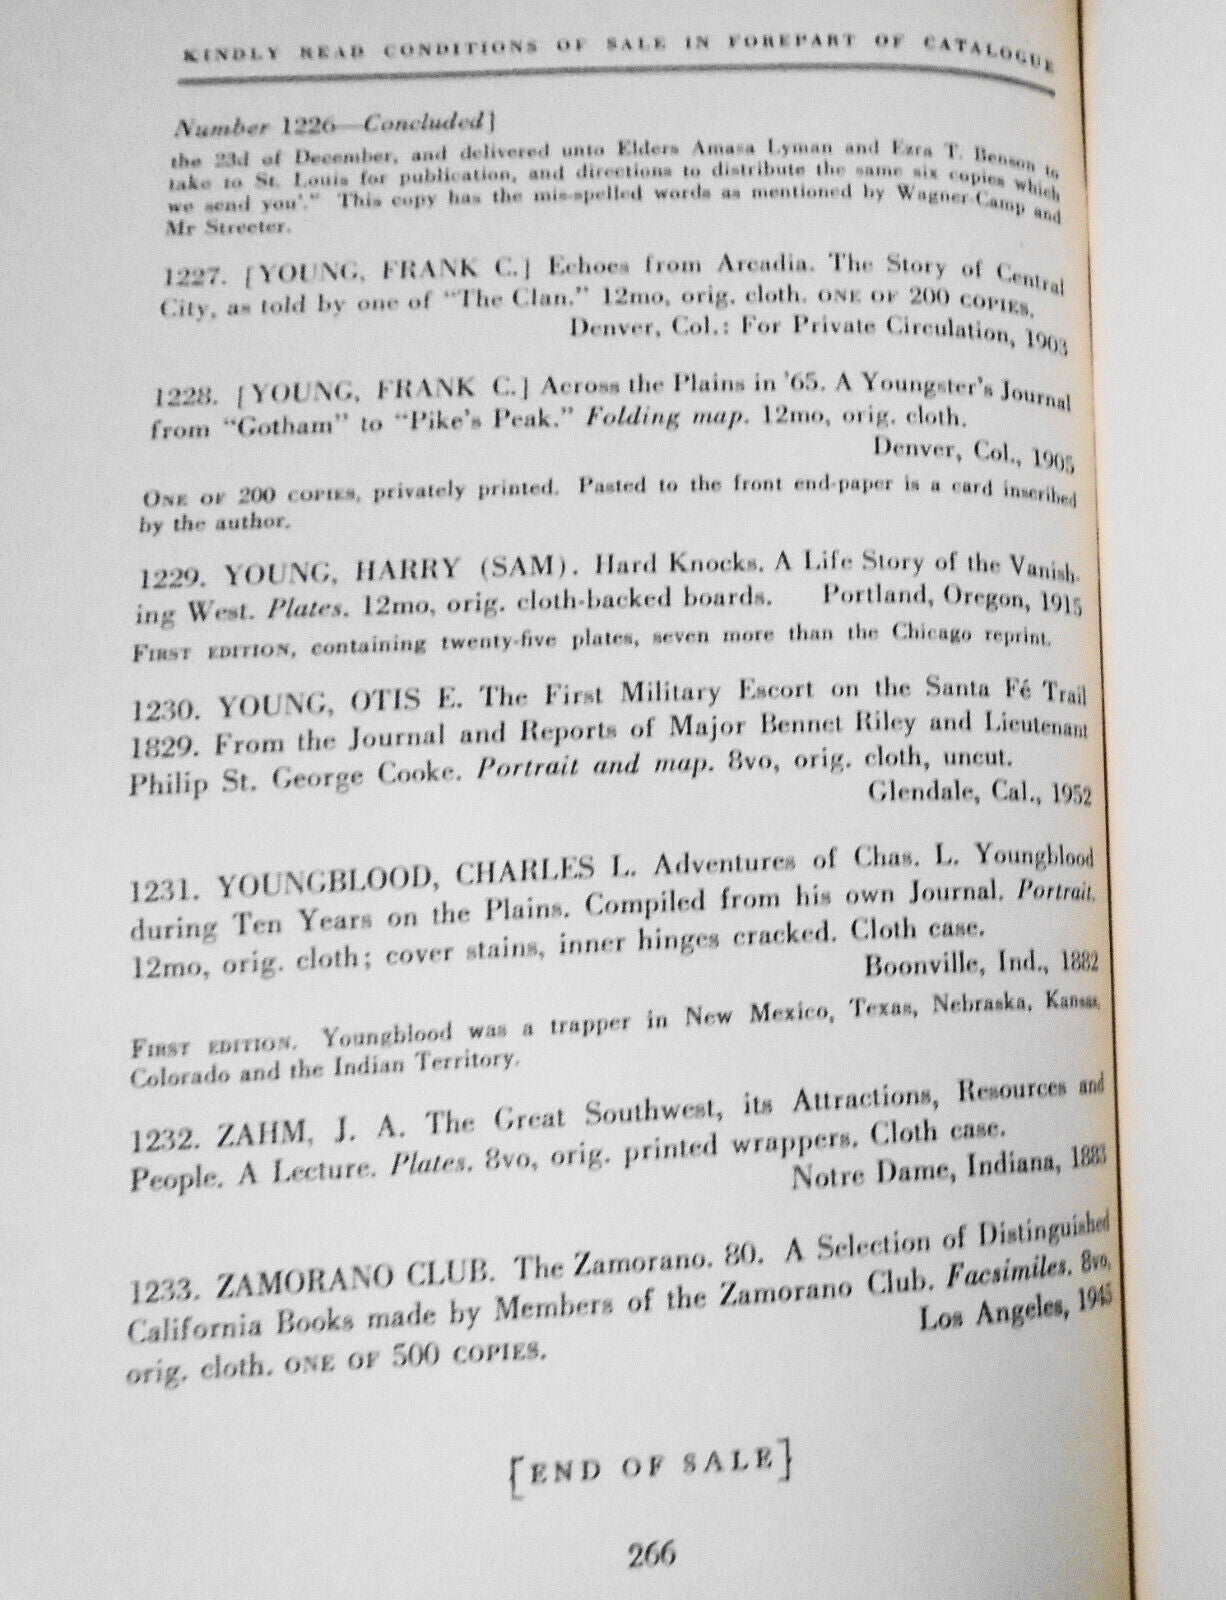 KINDLY READ CONDITIONS OF SALE IN FOREPART OF CATALOGUE
Number 1226—Concluded]
the 23d of December, and delivered unto Elders Amasa Lyman and Ezra T. Benson to
take to St. Louis for publication, and directions to distribute the same six copies which
we send you'." This copy has the mis-spelled words as mentioned by Wagner-Camp and
Mr Streeter.
1227. [YOUNG, FRANK C.] Echoes from Arcadia. The Story of Central
City, as told by one of "The Clan." 12mo, orig. cloth. ONE OF 200 COPIES.
Denver, Col.: For Private Circulation, 1903
1228. [YOUNG, FRANK C.] Across the Plains in '65. A Youngster's Journal
from "Gotham" to "Pike's Peak." Folding map. 12mo, orig. cloth.
Denver, Col., 1905
ONE OF 200 COPIES, privately printed. Pasted to the front end-paper is a card inscribed
by the author.
1229. YOUNG, HARRY (SAM). Hard Knocks. A Life Story of the Vanish-
ing West. Plates. 12mo, orig. cloth-backed boards. Portland, Oregon, 1915
FIRST EDITION, containing twenty-five plates, seven more than the Chicago reprint.
1230. YOUNG, OTIS E. The First Military Escort on the Santa Fé Trail
1829. From the Journal and Reports of Major Bennet Riley and Lieutenant
Philip St. George Cooke. Portrait and map. 8vo, orig. cloth, uncut.
Glendale, Cal., 1952
1231. YOUNGBLOOD, CHARLES L. Adventures of Chas. L. Youngblood
during Ten Years on the Plains. Compiled from his own Journal. Portrait.
12mo, orig. cloth; cover stains, inner hinges cracked. Cloth case.
Boonville, Ind., 1882
FIRST EDITION. Youngblood was a trapper in New Mexico, Texas, Nebraska, Kansas,
Colorado and the Indian Territory.
1232. ZAHM, J. A. The Great Southwest, its Attractions, Resources and
People. A Lecture. Plates. 8vo, orig. printed wrappers. Cloth case.
Notre Dame, Indiana, 1883
1233. ZAMORANO CLUB. The Zamorano. 80. A Selection of Distinguished
California Books made by Members of the Zamorano Club. Facsimiles. 8vo,
orig. cloth. ONE OF 500 COPIES. Los Angeles, 1945
[END OF SALE]
266